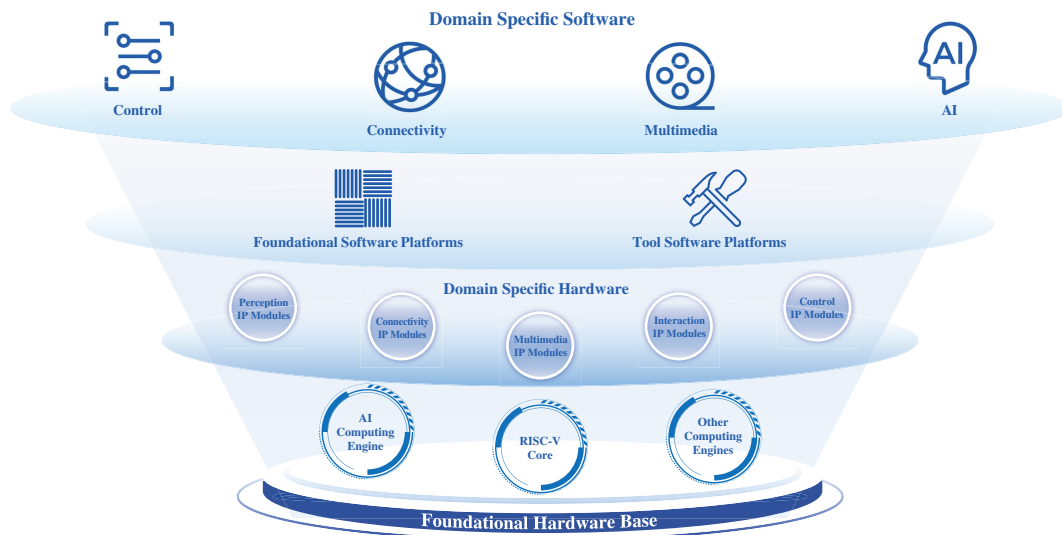 Domain Specific Software
AI
Control
Connectivity
Multimedia
AI
Foundational Software Platforms
Tool Software Platforms
Domain Specific Hardware
Perception
IP Modules
Connectivity
IP Modules
Multimedia
IP Modules
Interaction
IP Modules
Control
IP Modules
AI
Computing
Engine
RISC-V
Core
Other
Computing
Engines
Foundational Hardware Base